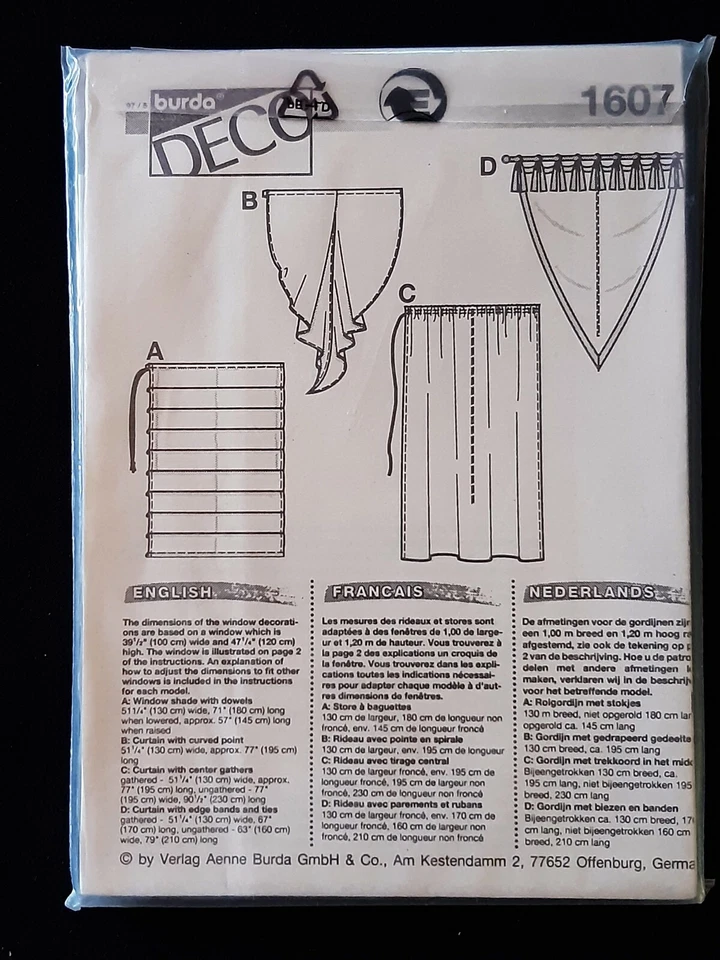 97/8 burda
DECO
1607
B
D
C
A
ENGLISH
The dimensions of the window decorati-
ons are based on a window which is
39 1/2" (100 cm) wide and 47 1/4" (120 cm)
high. The window is illustrated on page 2
of the instructions. An explanation of
how to adjust the dimensions to fit other
windows is included in the instructions
for each model.
A: Window shade with dowels
51 1/4" (130 cm) wide, 71" (180 cm) long
when lowered, approx. 57" (145 cm) long
when raised
B: Curtain with curved point
51 1/4" (130 cm) wide, approx. 77" (195 cm)
long
C: Curtain with center gathers
gathered - 51 1/4" (130 cm) wide, approx.
77" (195 cm) long, ungathered - 77"
(195 cm) wide, 90 1/2" (230 cm) long
D: Curtain with edge bands and ties
gathered - 51 1/4" (130 cm) wide, 67"
(170 cm) long, ungathered - 63" (160 cm)
wide, 79" (210 cm) long
FRANCAIS
Les mesures des rideaux et stores sont
adaptées à des fenêtres de 1,00 de large-
ur et 1,20 m de hauteur. Vous trouverez à
la page 2 des explications un croquis de
la fenêtre. Vous trouverez dans les expli-
cations toutes les indications nécessai-
res pour adapter chaque modèle à d'aut-
res dimensions de fenêtres.
A: Store à baguettes
130 cm de largeur, 180 cm de longueur non
froncé, env. 145 cm de longueur froncé
B: Rideau avec pointe en spirale
130 cm de largeur, env. 195 cm de longueur
C: Rideau avec tirage central
130 cm de largeur froncé, env. 195 cm de
longueur froncé, 195 cm de largeur non
froncé, 230 cm de longueur non froncé
D: Rideau avec parements et rubans
130 cm de largeur froncé, env. 170 cm de
longueur froncé, 160 cm de largeur non
froncé, 210 cm de longueur non froncé
NEDERLANDS
De afmetingen voor de gordijnen zijn
een 1,00 m breed en 1,20 m hoog
afgestemd, zie ook de tekening op
2 van de beschrijving. Hoe u de
delen met andere afmetingen
maken, verklaren wij in de
voor het betreffende model.
A: Rolgordijn met stokjes
130 m breed, niet opgerold 180 cm
opgerold ca. 145 cm lang
B: Gordijn met gedrapeerd
130 cm breed, ca. 195 cm lang
C: Gordijn met trekkoord in het
Bijeengetrokken 130 cm breed, ca.
195 cm lang, niet bijeengetrokken 195
breed, 230 cm lang
D: Gordijn met biezen en banden
Bijeengetrokken ca. 130 cm breed,
cm lang, niet bijeengetrokken 160 cm
breed, 210 cm lang
© by Verlag Aenne Burda GmbH & Co., Am Kestendamm 2, 77652 Offenburg, Germa